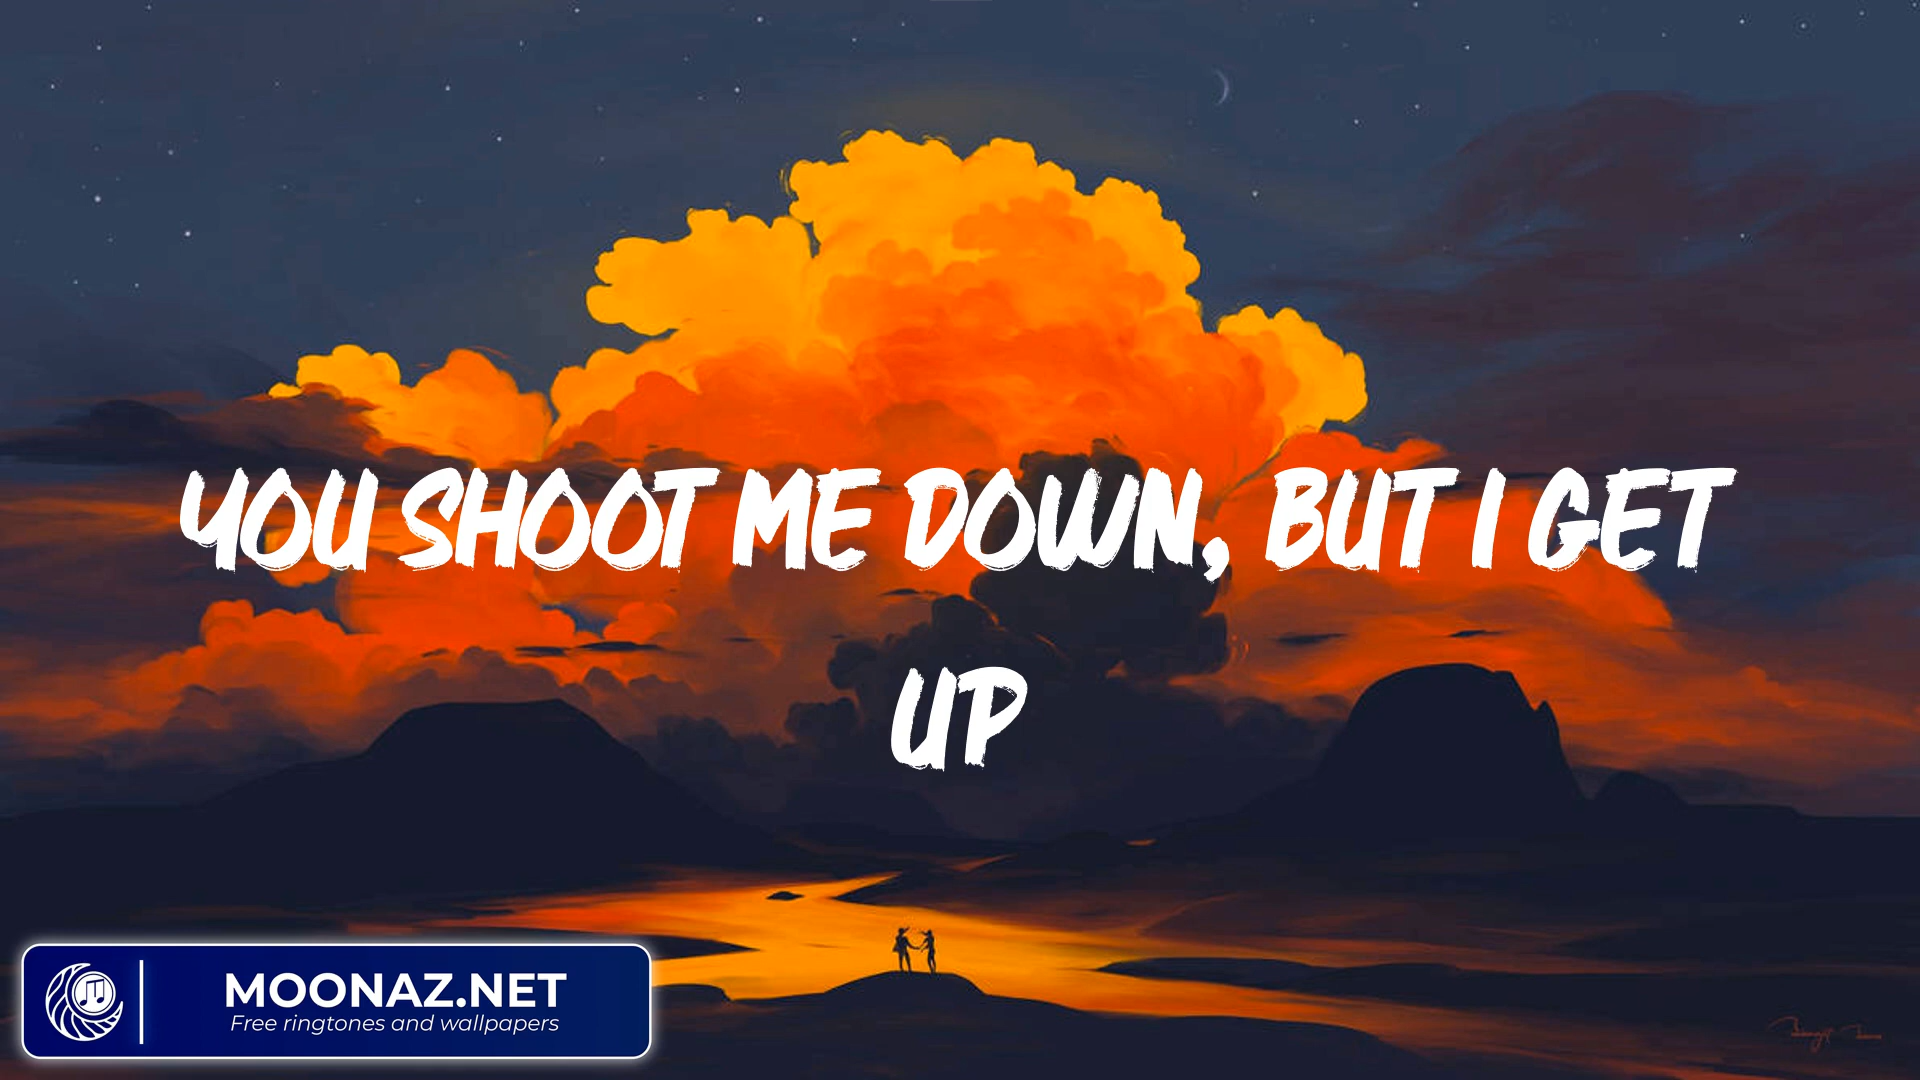 YOU SHOOT ME DOWN, BUT I GET
UP
MOONAZ.NET
Free ringtones and wallpapers